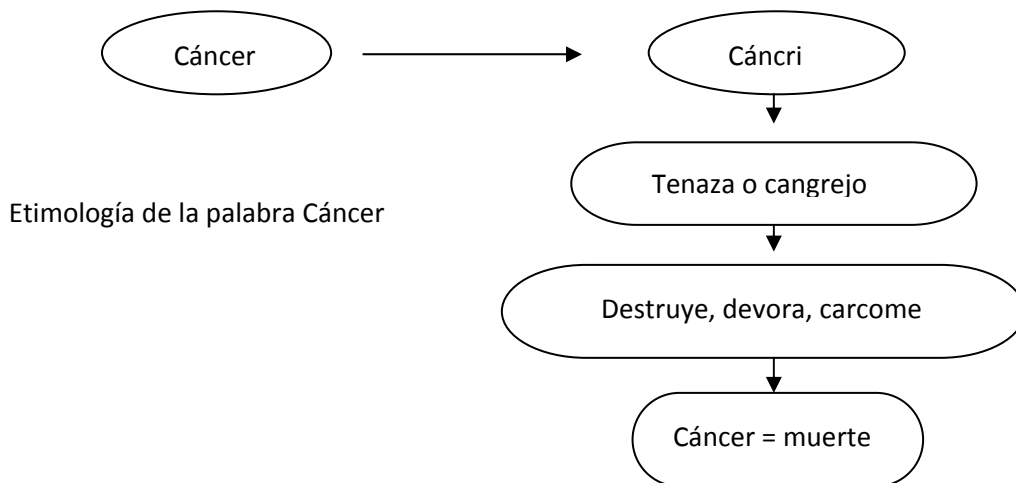 Cáncer
Cáncri
Tenaza o cangrejo
Etimología de la palabra Cáncer
Destruye, devora, carcome
Cáncer = muerte